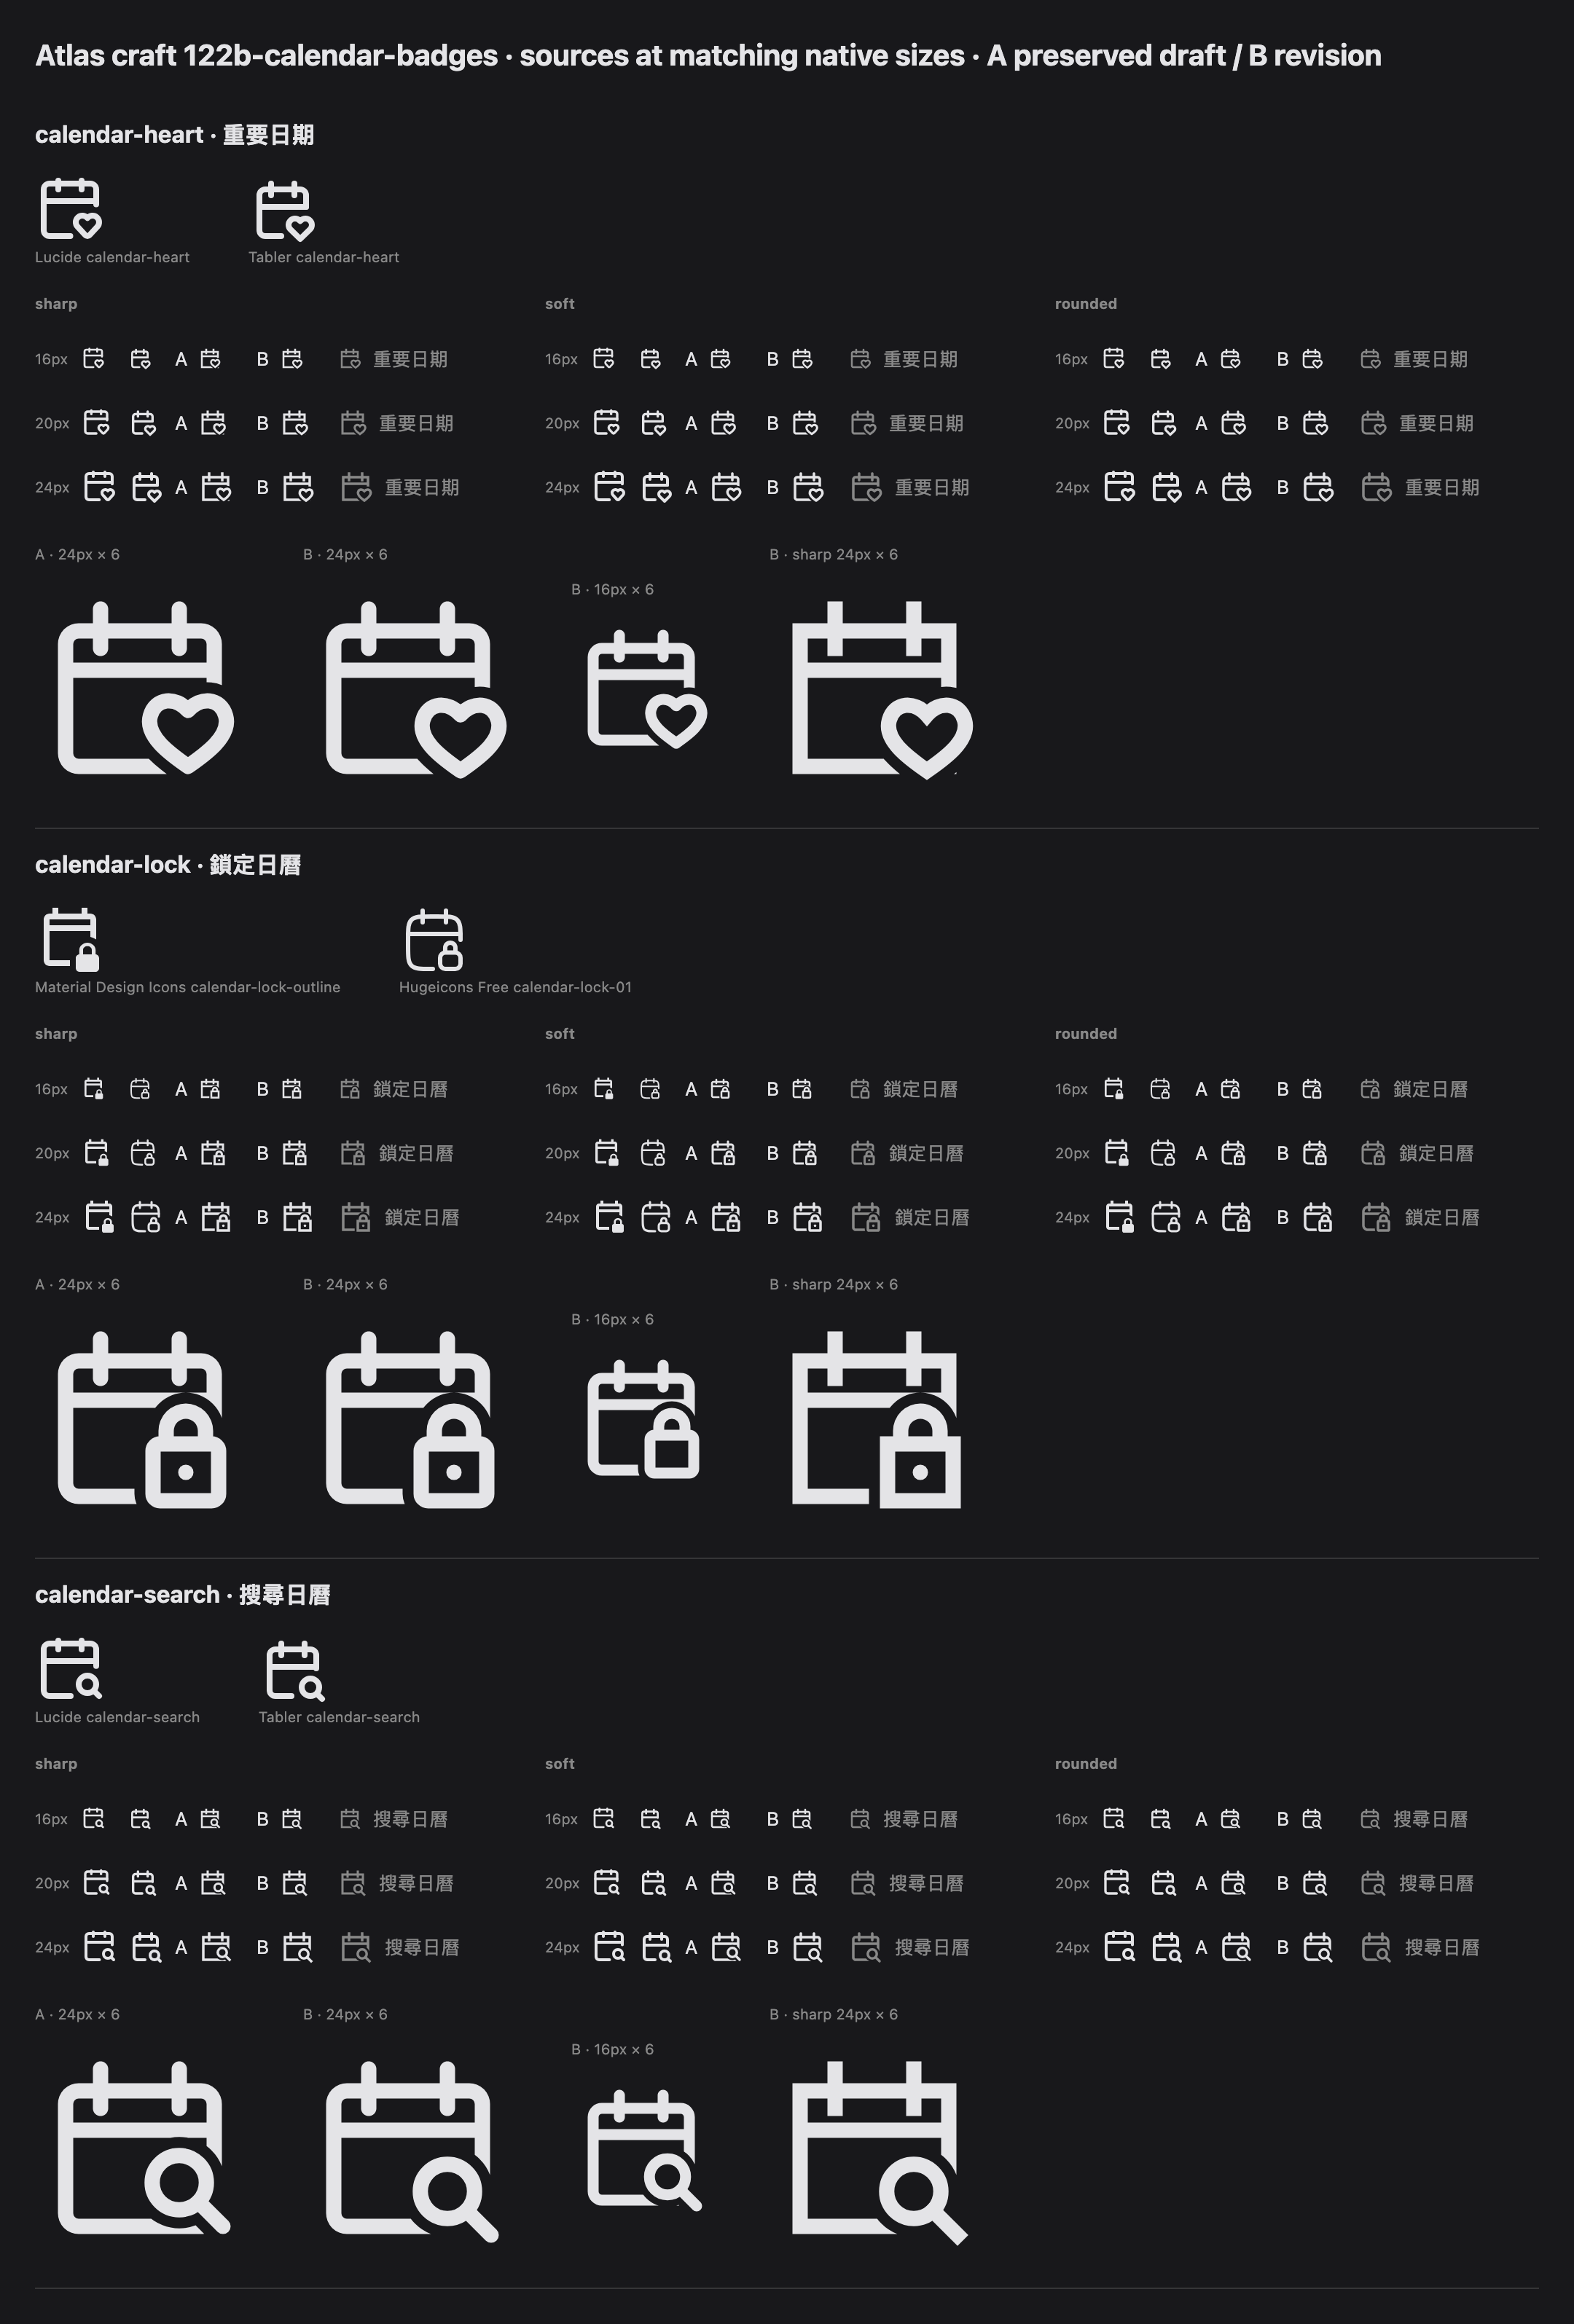 Atlas craft 122b-calendar-badges · sources at matching native sizes · A preserved draft / B revision
calendar-heart · 重要日期
Lucide calendar-heart Tabler calendar-heart
sharp soft rounded
16px A B 重要日期 16px A B 重要日期 16px A B 重要日期
20px A B 重要日期 20px A B 重要日期 20px A B 重要日期
24px A B 重要日期 24px A B 重要日期 24px A B 重要日期
A · 24px × 6 B · 24px × 6 B · 16px × 6 B · sharp 24px × 6
calendar-lock · 鎖定日曆
Material Design Icons calendar-lock-outline Hugeicons Free calendar-lock-01
sharp soft rounded
16px A B 鎖定日曆 16px A B 鎖定日曆 16px A B 鎖定日曆
20px A B 鎖定日曆 20px A B 鎖定日曆 20px A B 鎖定日曆
24px A B 鎖定日曆 24px A B 鎖定日曆 24px A B 鎖定日曆
A · 24px × 6 B · 24px × 6 B · 16px × 6 B · sharp 24px × 6
calendar-search · 搜尋日曆
Lucide calendar-search Tabler calendar-search
sharp soft rounded
16px A B 搜尋日曆 16px A B 搜尋日曆 16px A B 搜尋日曆
20px A B 搜尋日曆 20px A B 搜尋日曆 20px A B 搜尋日曆
24px A B 搜尋日曆 24px A B 搜尋日曆 24px A B 搜尋日曆
A · 24px × 6 B · 24px × 6 B · 16px × 6 B · sharp 24px × 6